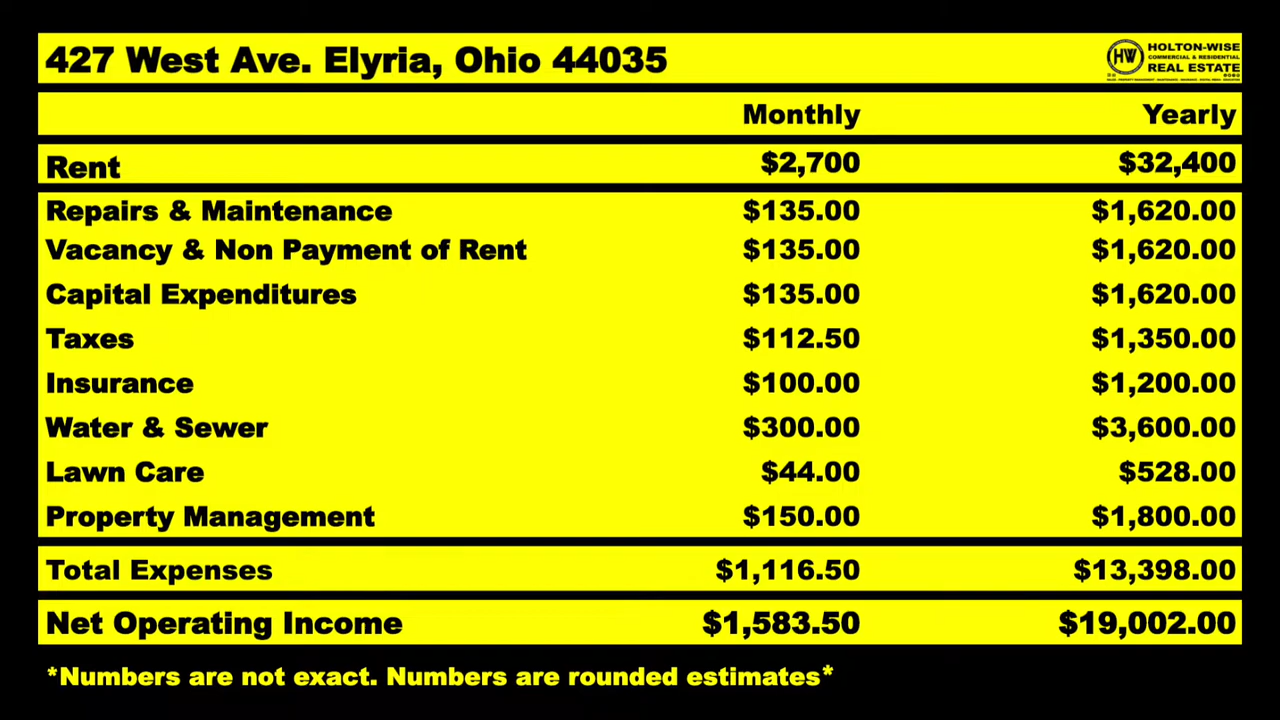 427 West Ave. Elyria, Ohio 44035
HW
HOLTON-WISE
COMMERCIAL & RESIDENTIAL
REAL ESTATE
Monthly Yearly
Rent $2,700 $32,400
Repairs & Maintenance $135.00 $1,620.00
Vacancy & Non Payment of Rent $135.00 $1,620.00
Capital Expenditures $135.00 $1,620.00
Taxes $112.50 $1,350.00
Insurance $100.00 $1,200.00
Water & Sewer $300.00 $3,600.00
Lawn Care $44.00 $528.00
Property Management $150.00 $1,800.00
Total Expenses $1,116.50 $13,398.00
Net Operating Income $1,583.50 $19,002.00
*Numbers are not exact. Numbers are rounded estimates*